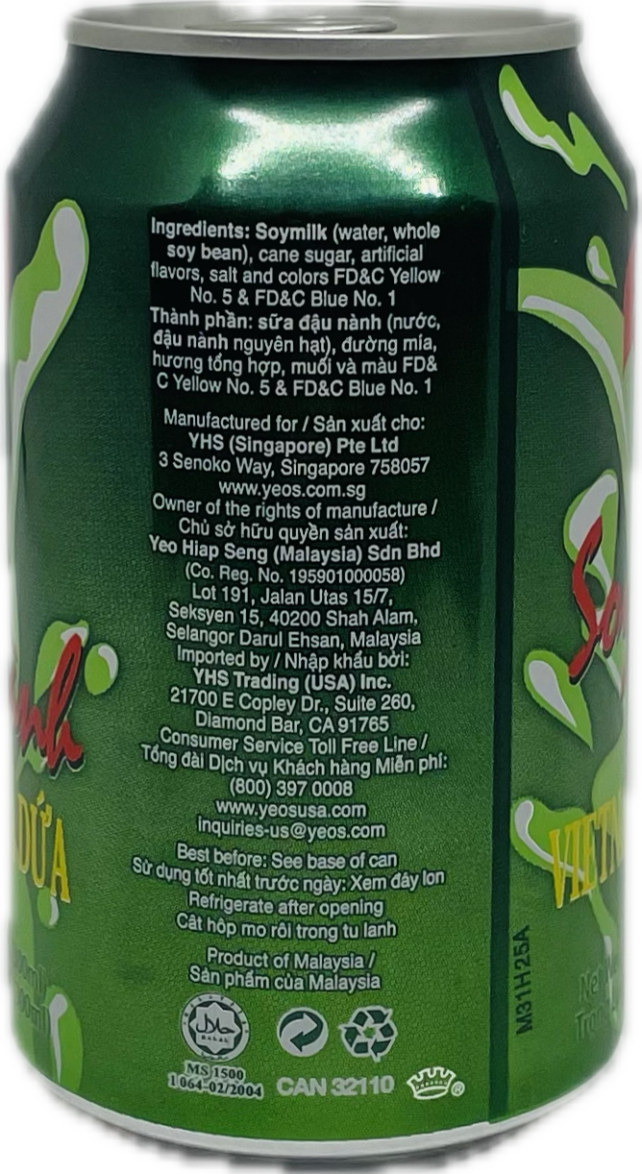 Ingredients: Soymilk (water, whole
soy bean), cane sugar, artificial
flavors, salt and colors FD&C Yellow
No. 5 & FD&C Blue No. 1
Thành phần: sữa đậu nành (nước,
đậu nành nguyên hạt), đường mía,
hương tổng hợp, muối và màu FD&
C Yellow No. 5 & FD&C Blue No. 1
Manufactured for / Sản xuất cho:
YHS (Singapore) Pte Ltd
3 Senoko Way, Singapore 758057
www.yeos.com.sg
Owner of the rights of manufacture /
Chủ sở hữu quyền sản xuất:
Yeo Hiap Seng (Malaysia) Sdn Bhd
(Co. Reg. No. 195901000058)
Lot 191, Jalan Utas 15/7,
Seksyen 15, 40200 Shah Alam,
Selangor Darul Ehsan, Malaysia
Imported by / Nhập khẩu bởi:
YHS Trading (USA) Inc.
21700 E Copley Dr., Suite 260,
Diamond Bar, CA 91765
Consumer Service Toll Free Line /
Tổng đài Dịch vụ Khách hàng Miễn phí:
(800) 397 0008
www.yeosusa.com
inquiries-us@yeos.com
Best before: See base of can
Sử dụng tốt nhất trước ngày: Xem đáy lon
Refrigerate after opening
Cât hôp mo rôi trong tu lanh
Product of Malaysia /
Sản phẩm của Malaysia
حلال
HALAL
MS 1500
1 064-02/2004
CAN 32110
®
M31H25A
DỨA